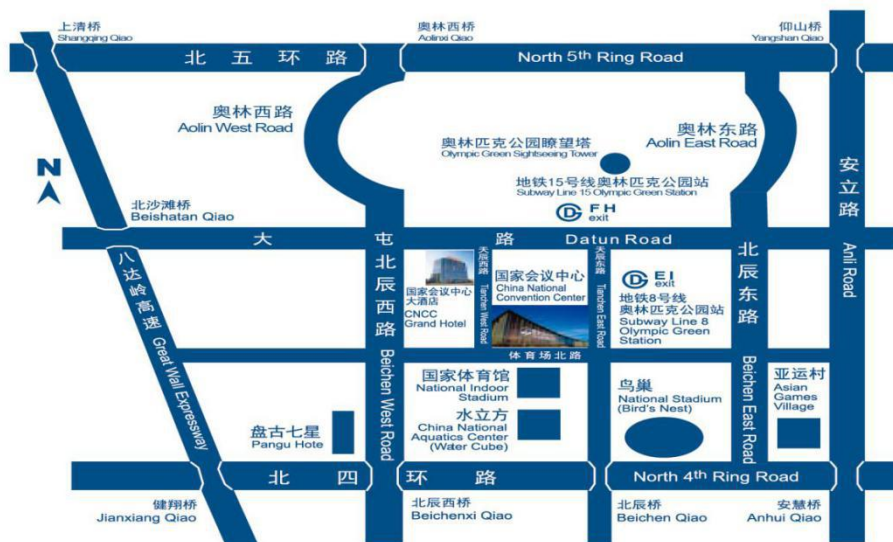 上清桥
Shangqing Qiao
奥林西桥
Aolinxi Qiao
仰山桥
Yangshan Qiao
北五环路
North 5th Ring Road
奥林西路
Aolin West Road
奥林匹克公园瞭望塔
Olympic Green Sightseeing Tower
奥林东路
Aolin East Road
地铁15号线奥林匹克公园站
Subway Line 15 Olympic Green Station
FH
exit
N
安立路
Anli Road
北沙滩桥
Beishatan Qiao
大屯路
Datun Road
八达岭高速
Great Wall Expressway
北辰西路
Beichen West Road
国家会议中心
大酒店
CNCC
Grand Hotel
天辰西路
Tianchen West Road
国家会议中心
China National
Convention Center
天辰东路
Tianchen East Road
EI
exit
地铁8号线
奥林匹克公园站
Subway Line 8
Olympic Green
Station
北辰东路
Beichen East Road
体育场北路
国家体育馆
National Indoor
Stadium
水立方
China National
Aquatics Center
(Water Cube)
鸟巢
National Stadium
(Bird's Nest)
亚运村
Asian
Games
Village
盘古七星
Pangu Hote
北四环路
North 4th Ring Road
健翔桥
Jianxiang Qiao
北辰西桥
Beichenxi Qiao
北辰桥
Beichen Qiao
安慧桥
Anhui Qiao